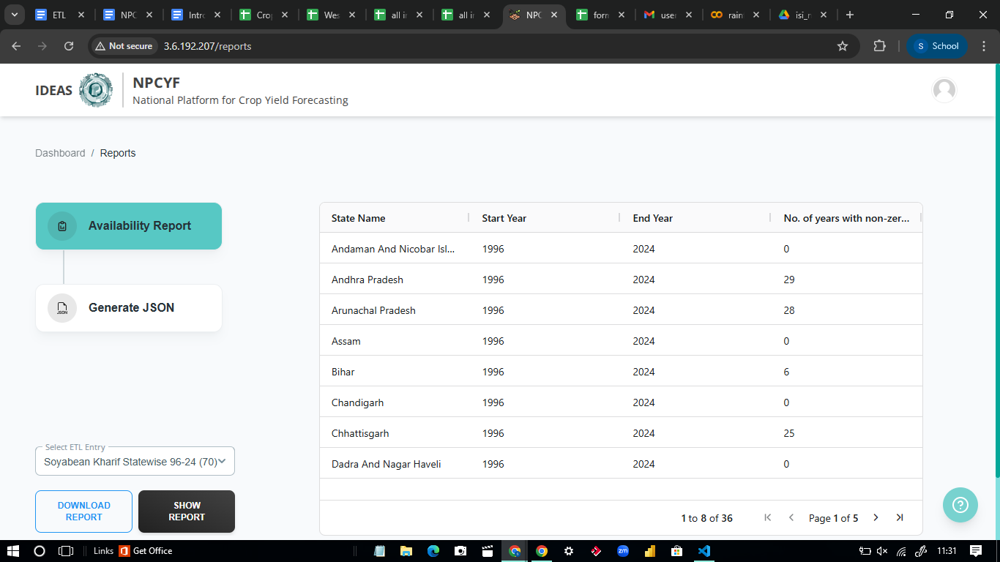 ETL
NPC
Intro
Crop
Wes
all in
all in
NPC
form
user
rain
isi_r
Not secure
3.6.192.207/reports
S
School
IDEAS
NPCYF
National Platform for Crop Yield Forecasting
Dashboard / Reports
Availability Report
JSON
Generate JSON
Select ETL Entry
Soyabean Kharif Statewise 96-24 (70)
DOWNLOAD
REPORT
SHOW
REPORT
State Name Start Year End Year No. of years with non-zer...
Andaman And Nicobar Isl... 1996 2024 0
Andhra Pradesh 1996 2024 29
Arunachal Pradesh 1996 2024 28
Assam 1996 2024 0
Bihar 1996 2024 6
Chandigarh 1996 2024 0
Chhattisgarh 1996 2024 25
Dadra And Nagar Haveli 1996 2024 0
1 to 8 of 36 Page 1 of 5
Links
Get Office
zm
11:31